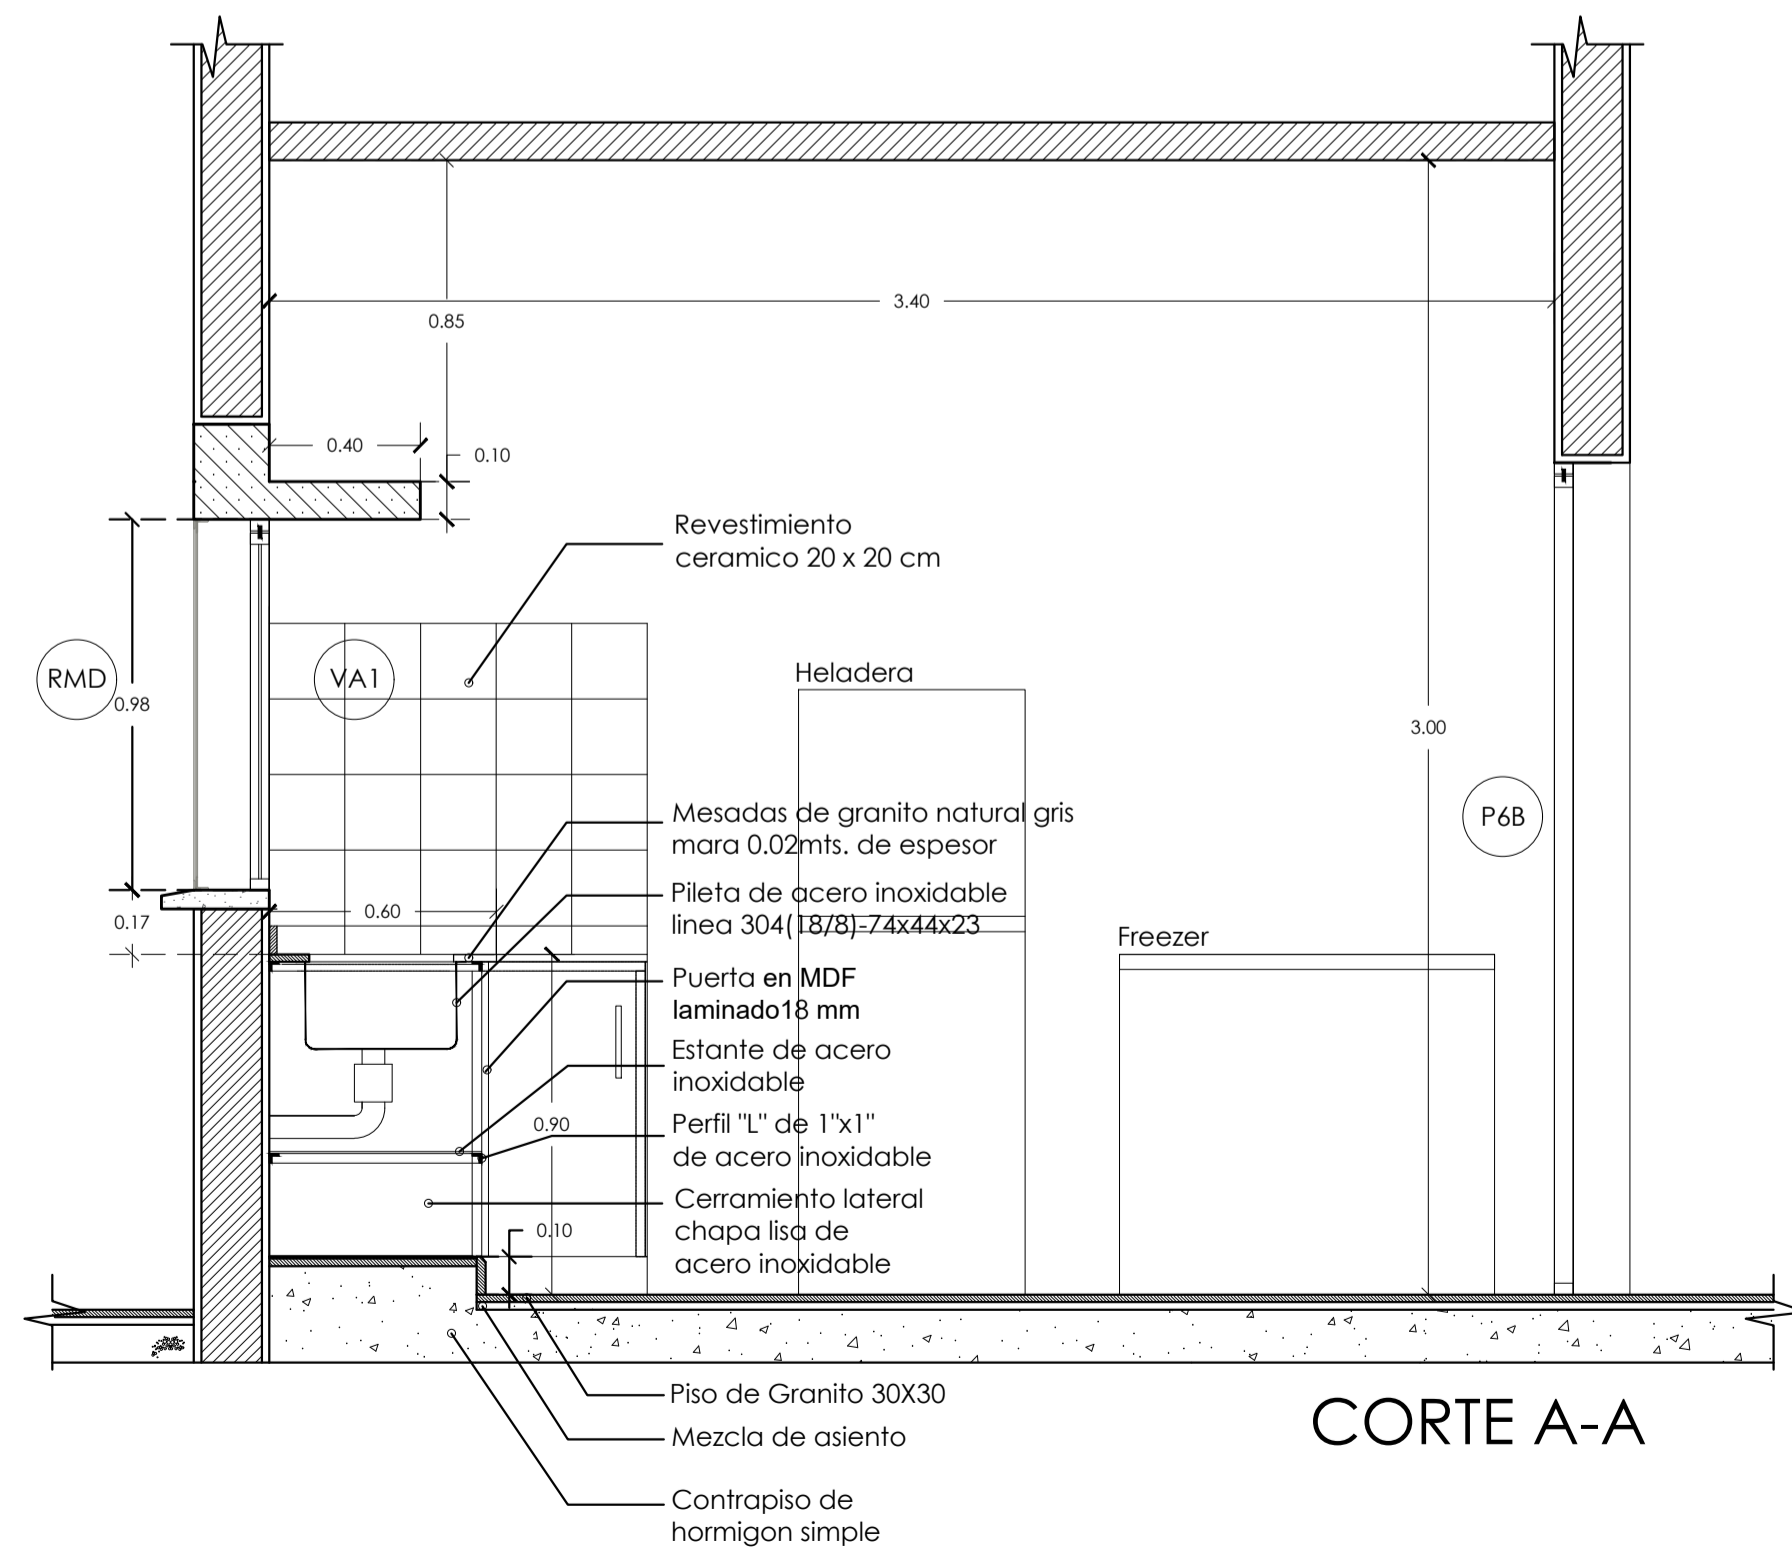 3.40
0.85
0.40
0.10
Revestimiento
ceramico 20 x 20 cm
RMD
VA1
0.98
Heladera
3.00
P6B
Mesadas de granito natural gris
mara 0.02mts. de espesor
Pileta de acero inoxidable
linea 304(18/8)-74x44x23
0.60
0.17
Freezer
Puerta en MDF
laminado18 mm
Estante de acero
inoxidable
0.90
Perfil "L" de 1"x1"
de acero inoxidable
Cerramiento lateral
chapa lisa de
acero inoxidable
0.10
Piso de Granito 30X30
Mezcla de asiento
CORTE A-A
Contrapiso de
hormigon simple